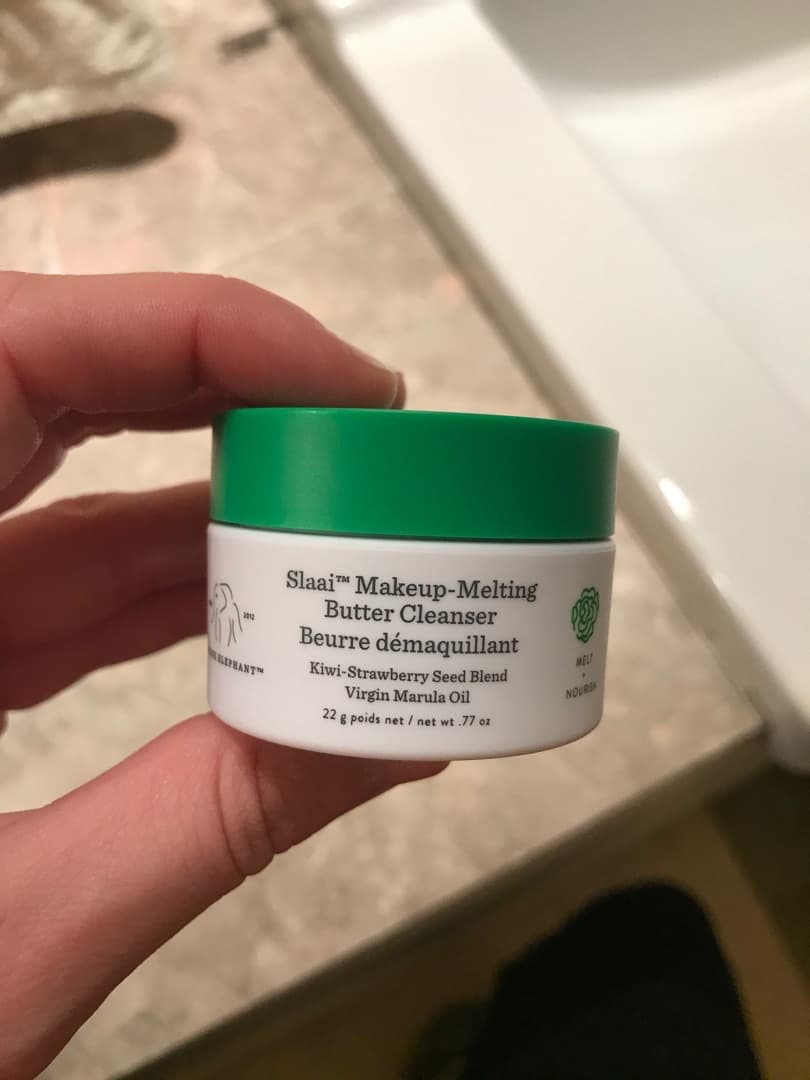 Slaai™ Makeup-Melting
Butter Cleanser
Beurre démaquillant
Kiwi-Strawberry Seed Blend
Virgin Marula Oil
22 g poids net / net wt .77 oz
2012
ELEPHANT™
MELT
+
NOURISH